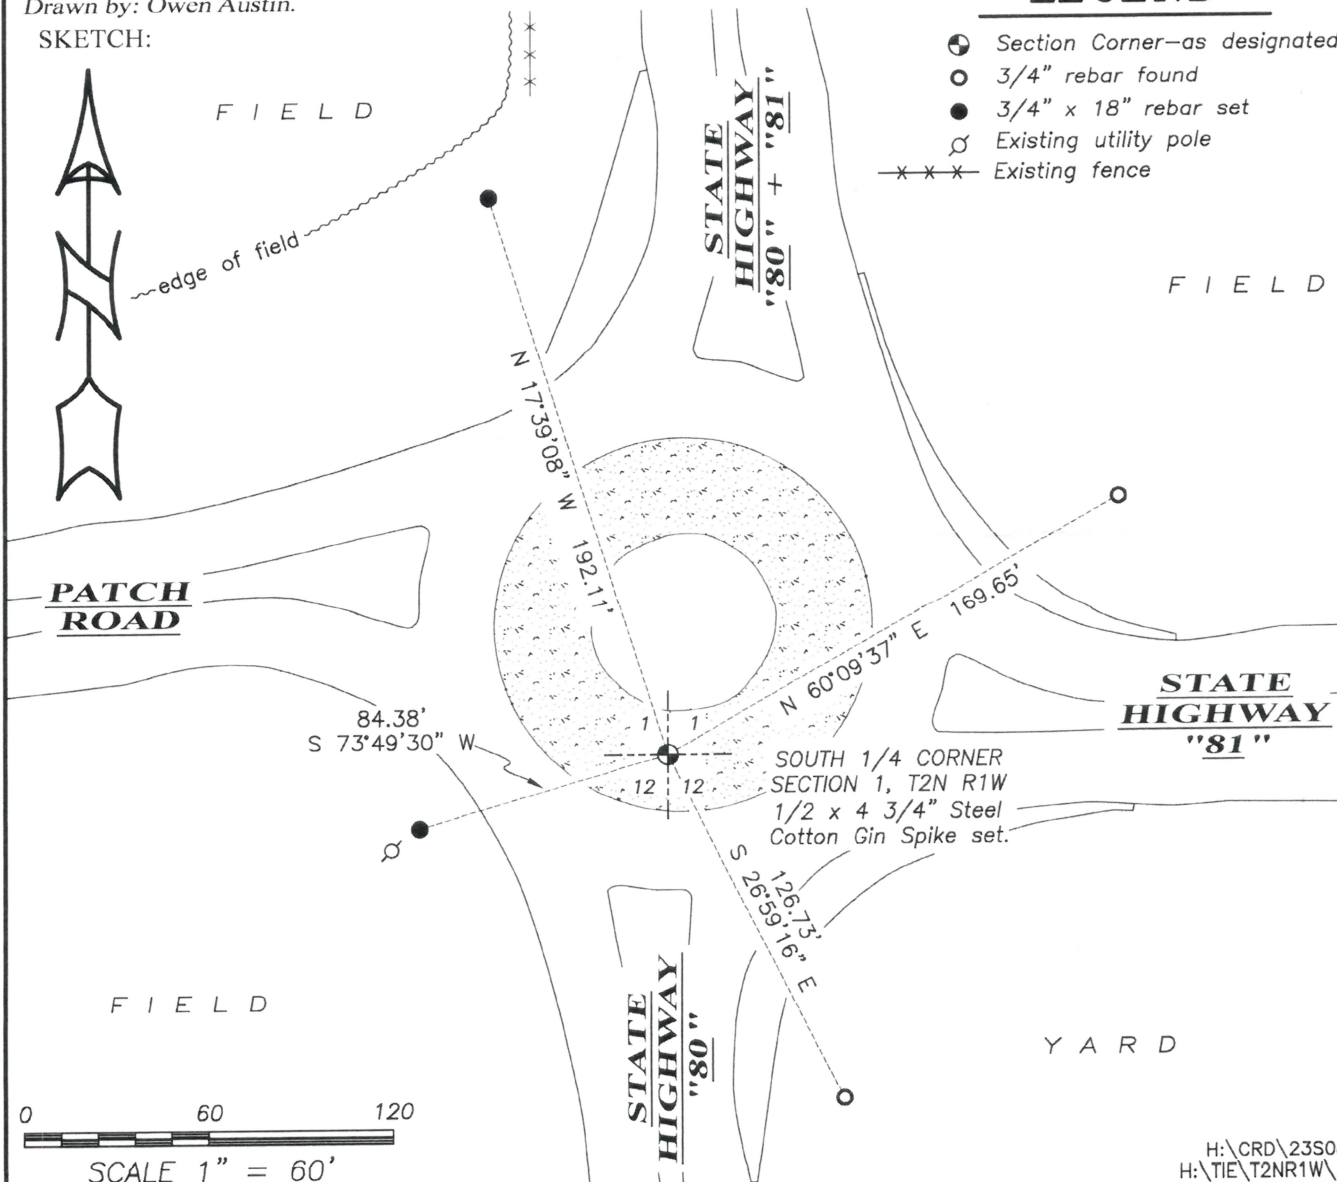 Drawn by: Owen Austin.
SKETCH:
Section Corner-as designated
3/4" rebar found
3/4" x 18" rebar set
Existing utility pole
Existing fence
FIELD
STATE
HIGHWAY
"80" + "81"
edge of field
FIELD
N 17°39'08" W 192.11'
N 60°09'37" E 169.65'
PATCH
ROAD
STATE
HIGHWAY
"81"
84.38'
S 73°49'30" W
1 1
12 12
SOUTH 1/4 CORNER
SECTION 1, T2N R1W
1/2 x 4 3/4" Steel
Cotton Gin Spike set.
126.73'
S 26°59'16" E
FIELD
STATE
HIGHWAY
"80"
YARD
0 60 120
SCALE 1" = 60'
H:\CRD\23S0
H:\TIE\T2NR1W\